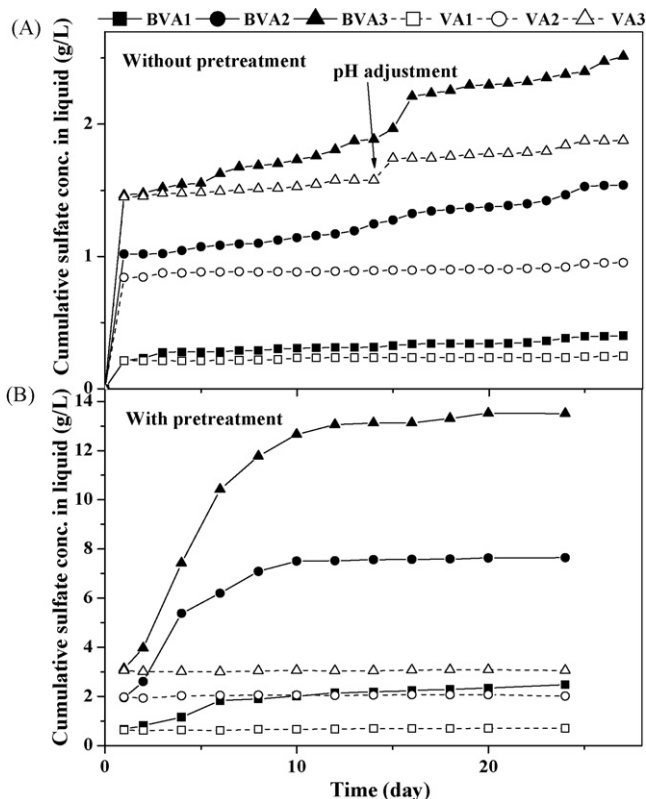 (A)
BVA1 BVA2 BVA3 VA1 VA2 VA3
Without pretreatment
pH adjustment
Cumulative sulfate conc. in liquid (g/L)
2
1
0
(B)
With pretreatment
Cumulative sulfate conc. in liquid (g/L)
14
12
10
8
6
4
2
0
0 10 20
Time (day)